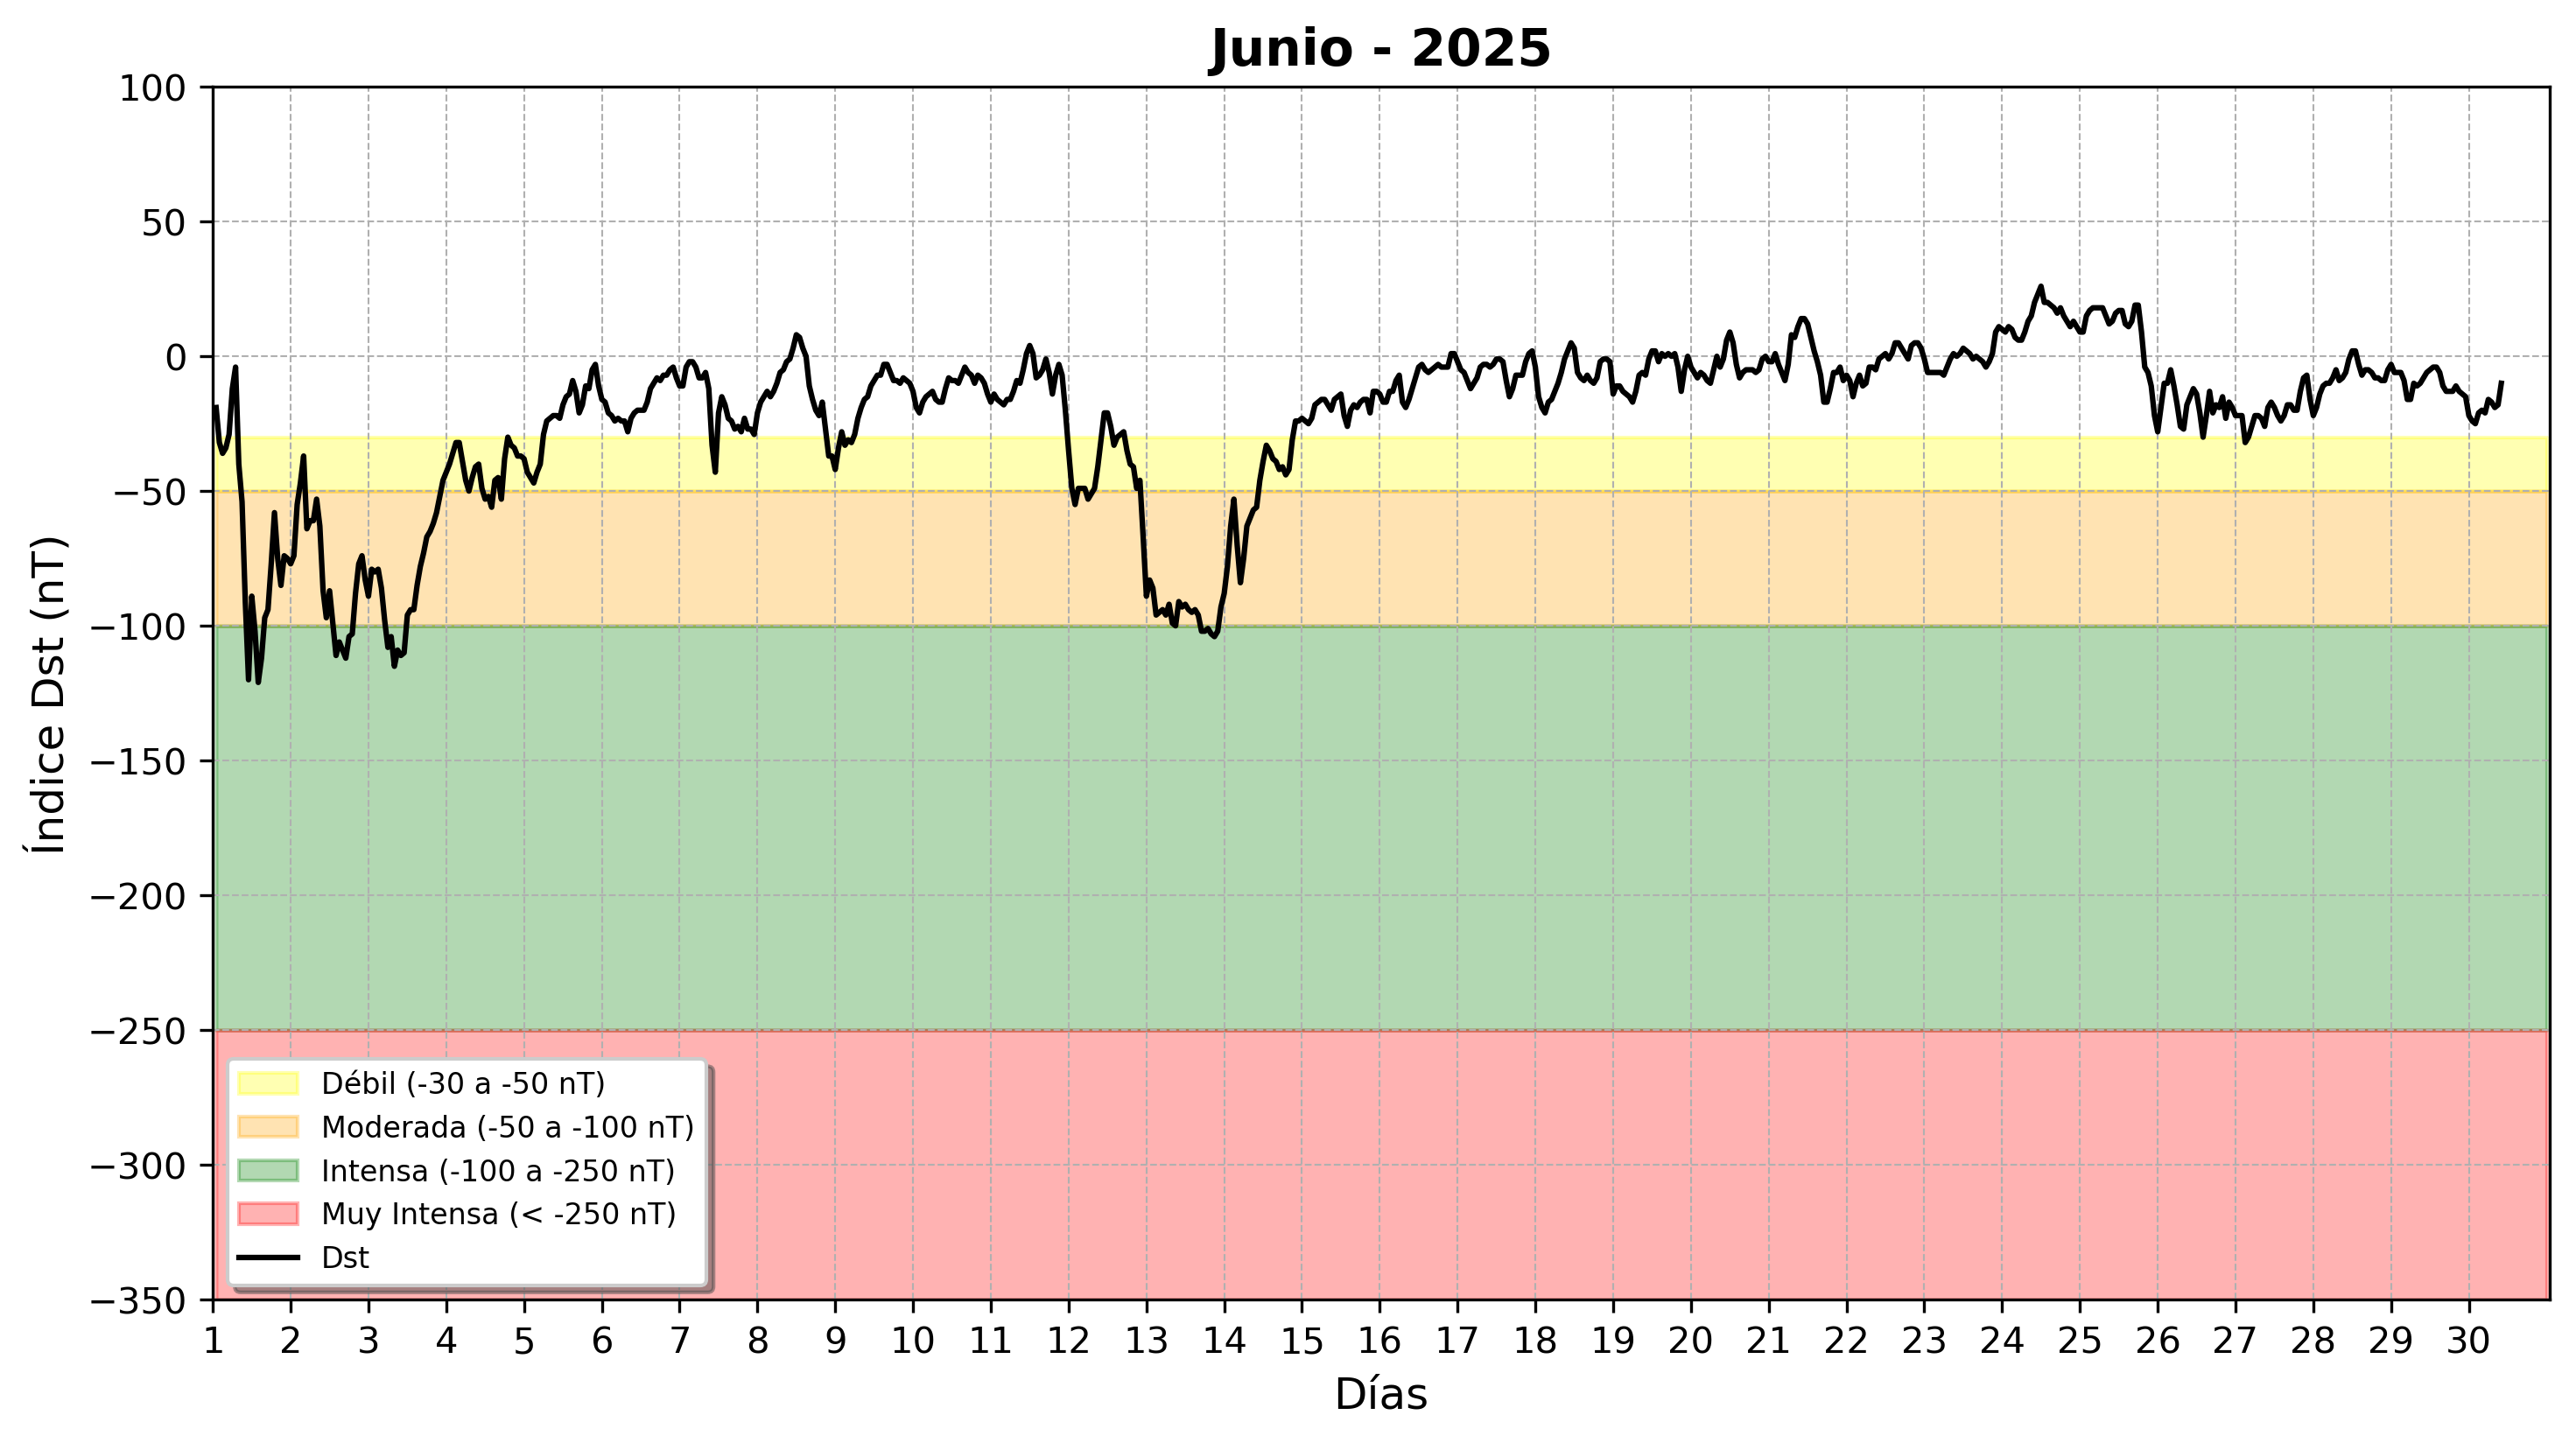 Junio - 2025
100
50
0
−50
−100
−150
−200
−250
−300
−350
Índice Dst (nT)
Débil (-30 a -50 nT)
Moderada (-50 a -100 nT)
Intensa (-100 a -250 nT)
Muy Intensa (< -250 nT)
Dst
1 2 3 4 5 6 7 8 9 10 11 12 13 14 15 16 17 18 19 20 21 22 23 24 25 26 27 28 29 30
Días